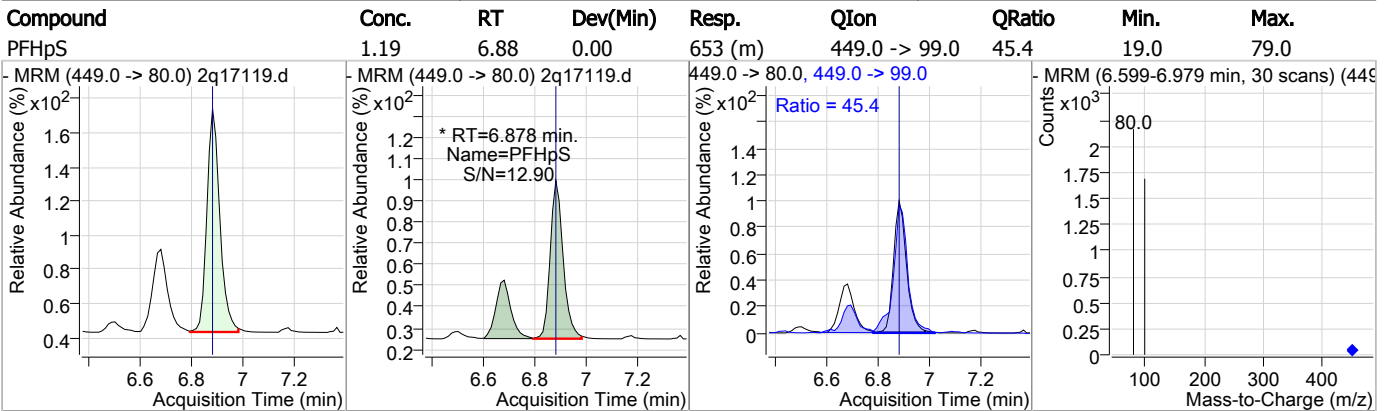 Compound Conc. RT Dev(Min) Resp. QIon QRatio Min. Max.
PFHpS 1.19 6.88 0.00 653 (m) 449.0 -> 99.0 45.4 19.0 79.0
- MRM (449.0 -> 80.0) 2q17119.d
Relative Abundance (%)
x10²
1.6
1.4
1.2
1
0.8
0.6
0.4
6.6 6.8 7 7.2
Acquisition Time (min)
- MRM (449.0 -> 80.0) 2q17119.d
Relative Abundance (%)
x10²
* RT=6.878 min.
Name=PFHpS
S/N=12.90
1.2
1.1
1
0.9
0.8
0.7
0.6
0.5
0.4
0.3
0.2
6.6 6.8 7 7.2
Acquisition Time (min)
449.0 -> 80.0, 449.0 -> 99.0
Relative Abundance (%)
x10²
Ratio = 45.4
1.4
1.2
1
0.8
0.6
0.4
0.2
0
6.6 6.8 7 7.2
Acquisition Time (min)
- MRM (6.599-6.979 min, 30 scans) (449
Counts
x10³
80.0
2
1.75
1.5
1.25
1
0.75
0.5
0.25
0
100 200 300 400
Mass-to-Charge (m/z)